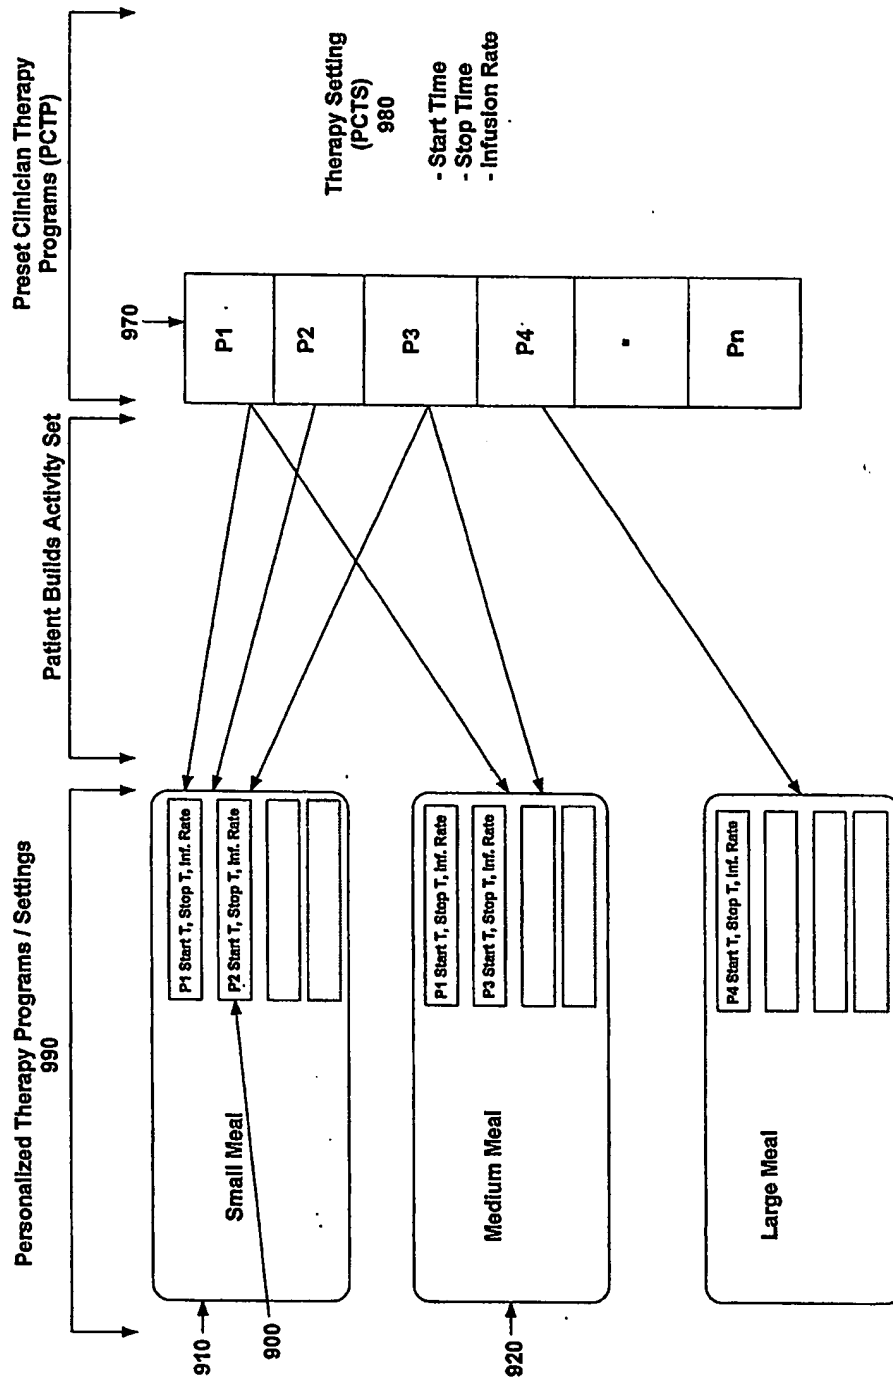 Personalized Therapy Programs / Settings
990
Patient Builds Activity Set
Preset Clinician Therapy
Programs (PCTP)
910
900
Small Meal
P1 Start T, Stop T, Inf. Rate
P2 Start T, Stop T, Inf. Rate
920
Medium Meal
P1 Start T, Stop T, Inf. Rate
P3 Start T, Stop T, Inf. Rate
Large Meal
P4 Start T, Stop T, Inf. Rate
970
P1
P2
P3
P4
Pn
Therapy Setting
(PCTS)
980
- Start Time
- Stop Time
- Infusion Rate